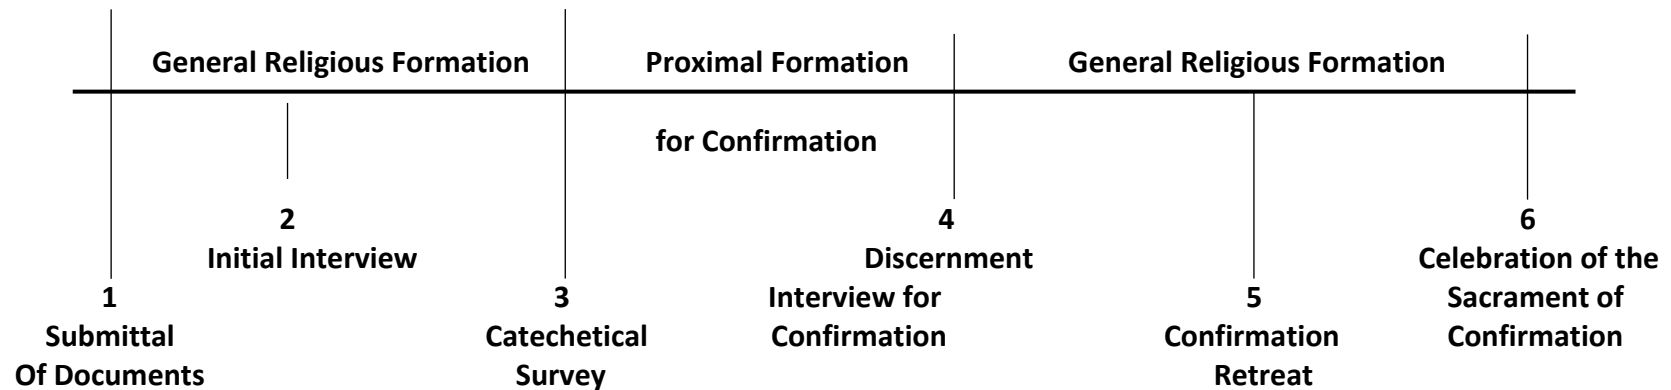 General Religious Formation
Proximal Formation
for Confirmation
General Religious Formation
1
Submittal
Of Documents
2
Initial Interview
3
Catechetical
Survey
4
Discernment
Interview for
Confirmation
5
Confirmation
Retreat
6
Celebration of the
Sacrament of
Confirmation